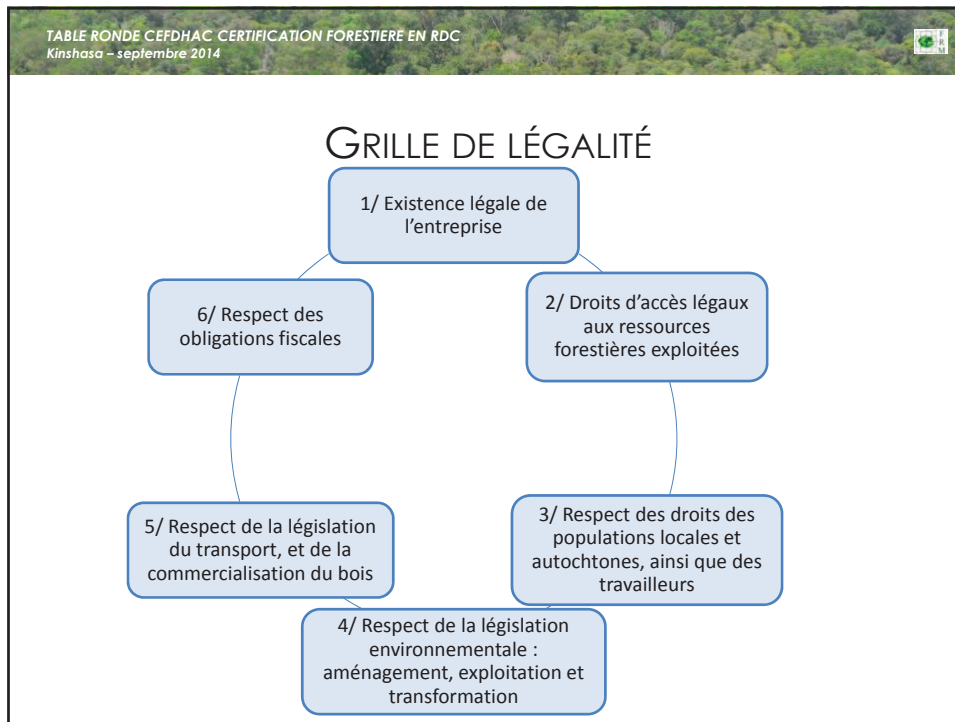 TABLE RONDE CEFDHAC CERTIFICATION FORESTIERE EN RDC
Kinshasa – septembre 2014
F
R
M
GRILLE DE LÉGALITÉ
1/ Existence légale de
l’entreprise
2/ Droits d’accès légaux
aux ressources
forestières exploitées
3/ Respect des droits des
populations locales et
autochtones, ainsi que des
travailleurs
4/ Respect de la législation
environnementale :
aménagement, exploitation et
transformation
5/ Respect de la législation
du transport, et de la
commercialisation du bois
6/ Respect des
obligations fiscales